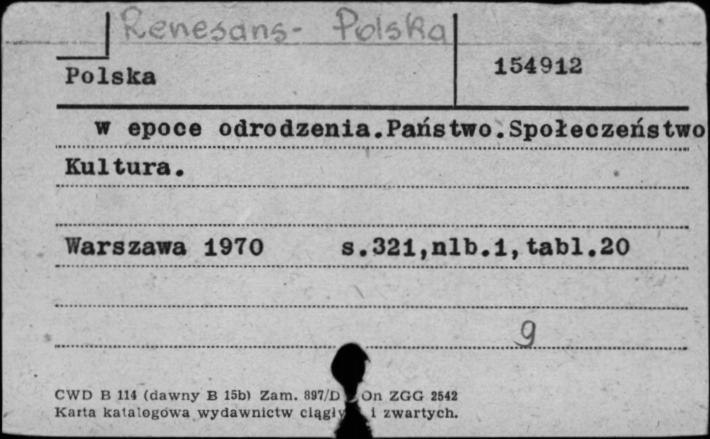 Renesans- Polska
Polska 154912
w epoce odrodzenia.Państwo.Społeczeństwo
Kultura.
Warszawa 1970 s.321,nlb.1,tabl.20
9
CWD B 114 (dawny B 15b) Zam. 897/D On ZGG 2542
Karta katalogowa wydawnictw i zwartych.